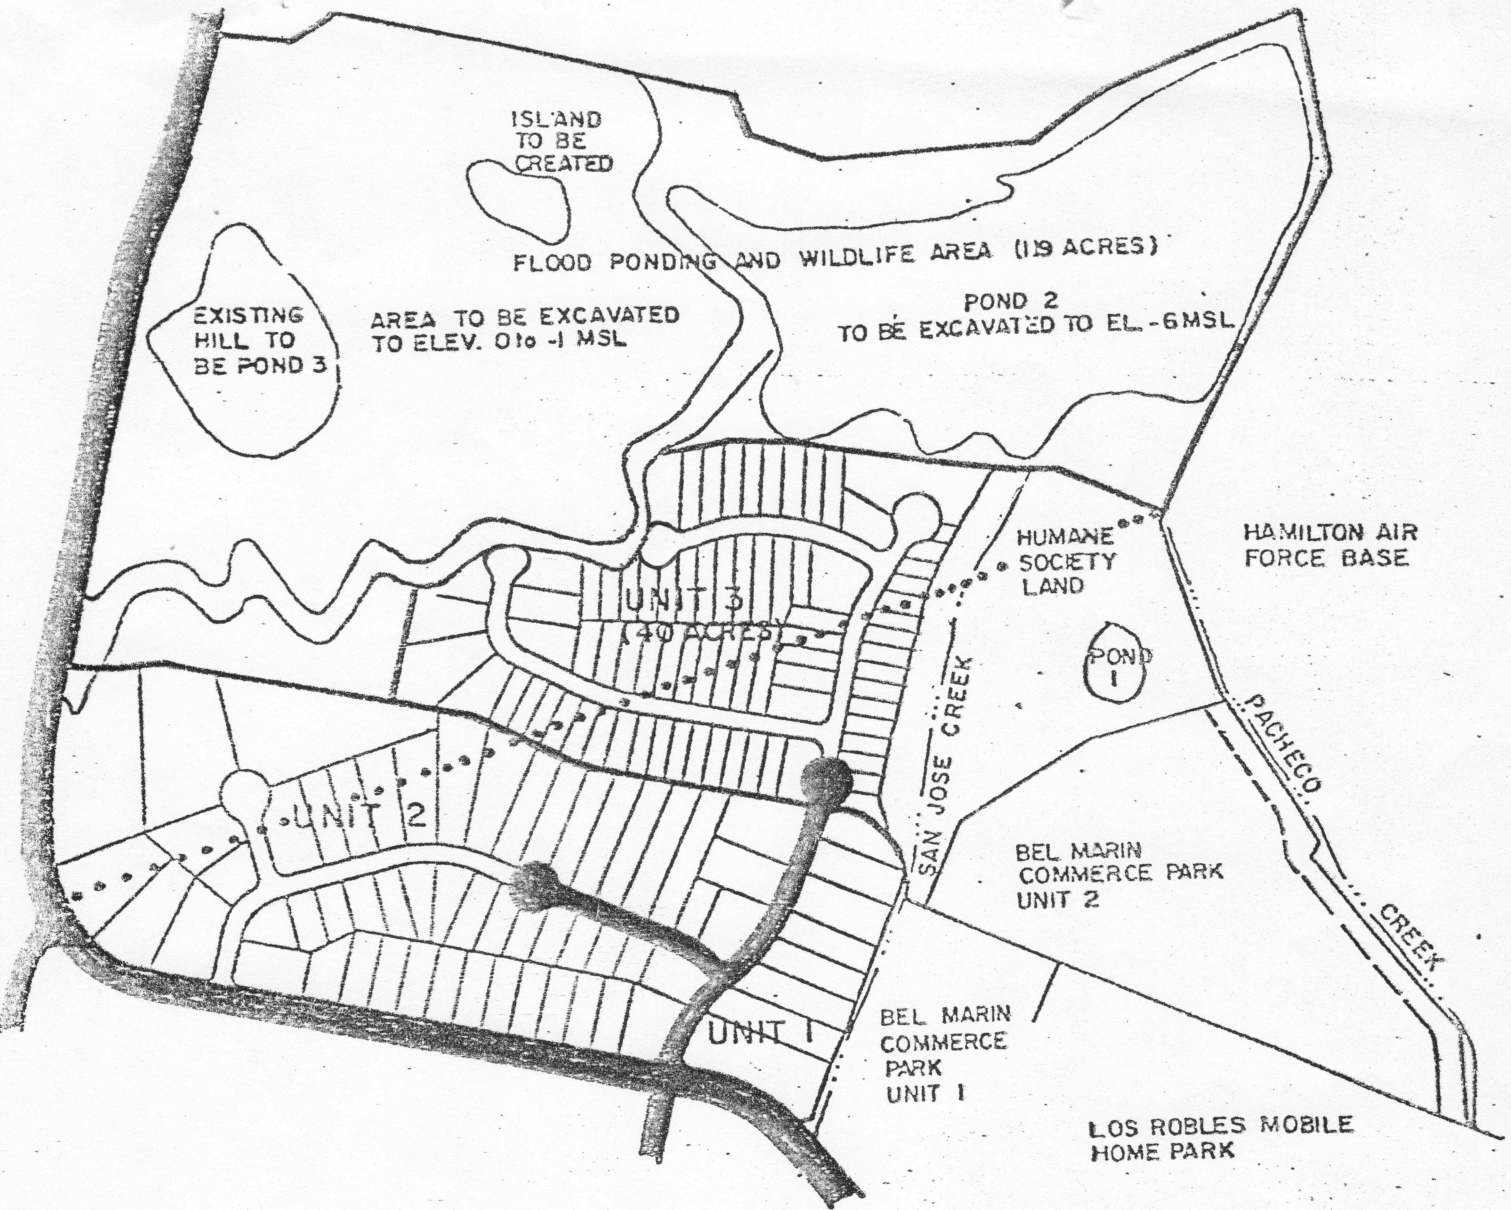 ISLAND
TO BE
CREATED
FLOOD PONDING AND WILDLIFE AREA (119 ACRES)
EXISTING
HILL TO
BE POND 3
AREA TO BE EXCAVATED
TO ELEV. 0 to -1 MSL
POND 2
TO BE EXCAVATED TO EL. -6 MSL
HUMANE
SOCIETY
LAND
HAMILTON AIR
FORCE BASE
UNIT 3
(40 ACRES)
POND
1
SAN JOSE CREEK
PACHECO CREEK
UNIT 2
BEL MARIN
COMMERCE PARK
UNIT 2
UNIT 1
BEL MARIN
COMMERCE
PARK
UNIT 1
LOS ROBLES MOBILE
HOME PARK